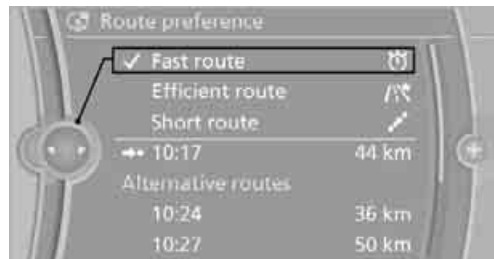 Route preference
Fast route
Efficient route
Short route
10:17 44 km
Alternative routes
10:24 36 km
10:27 50 km